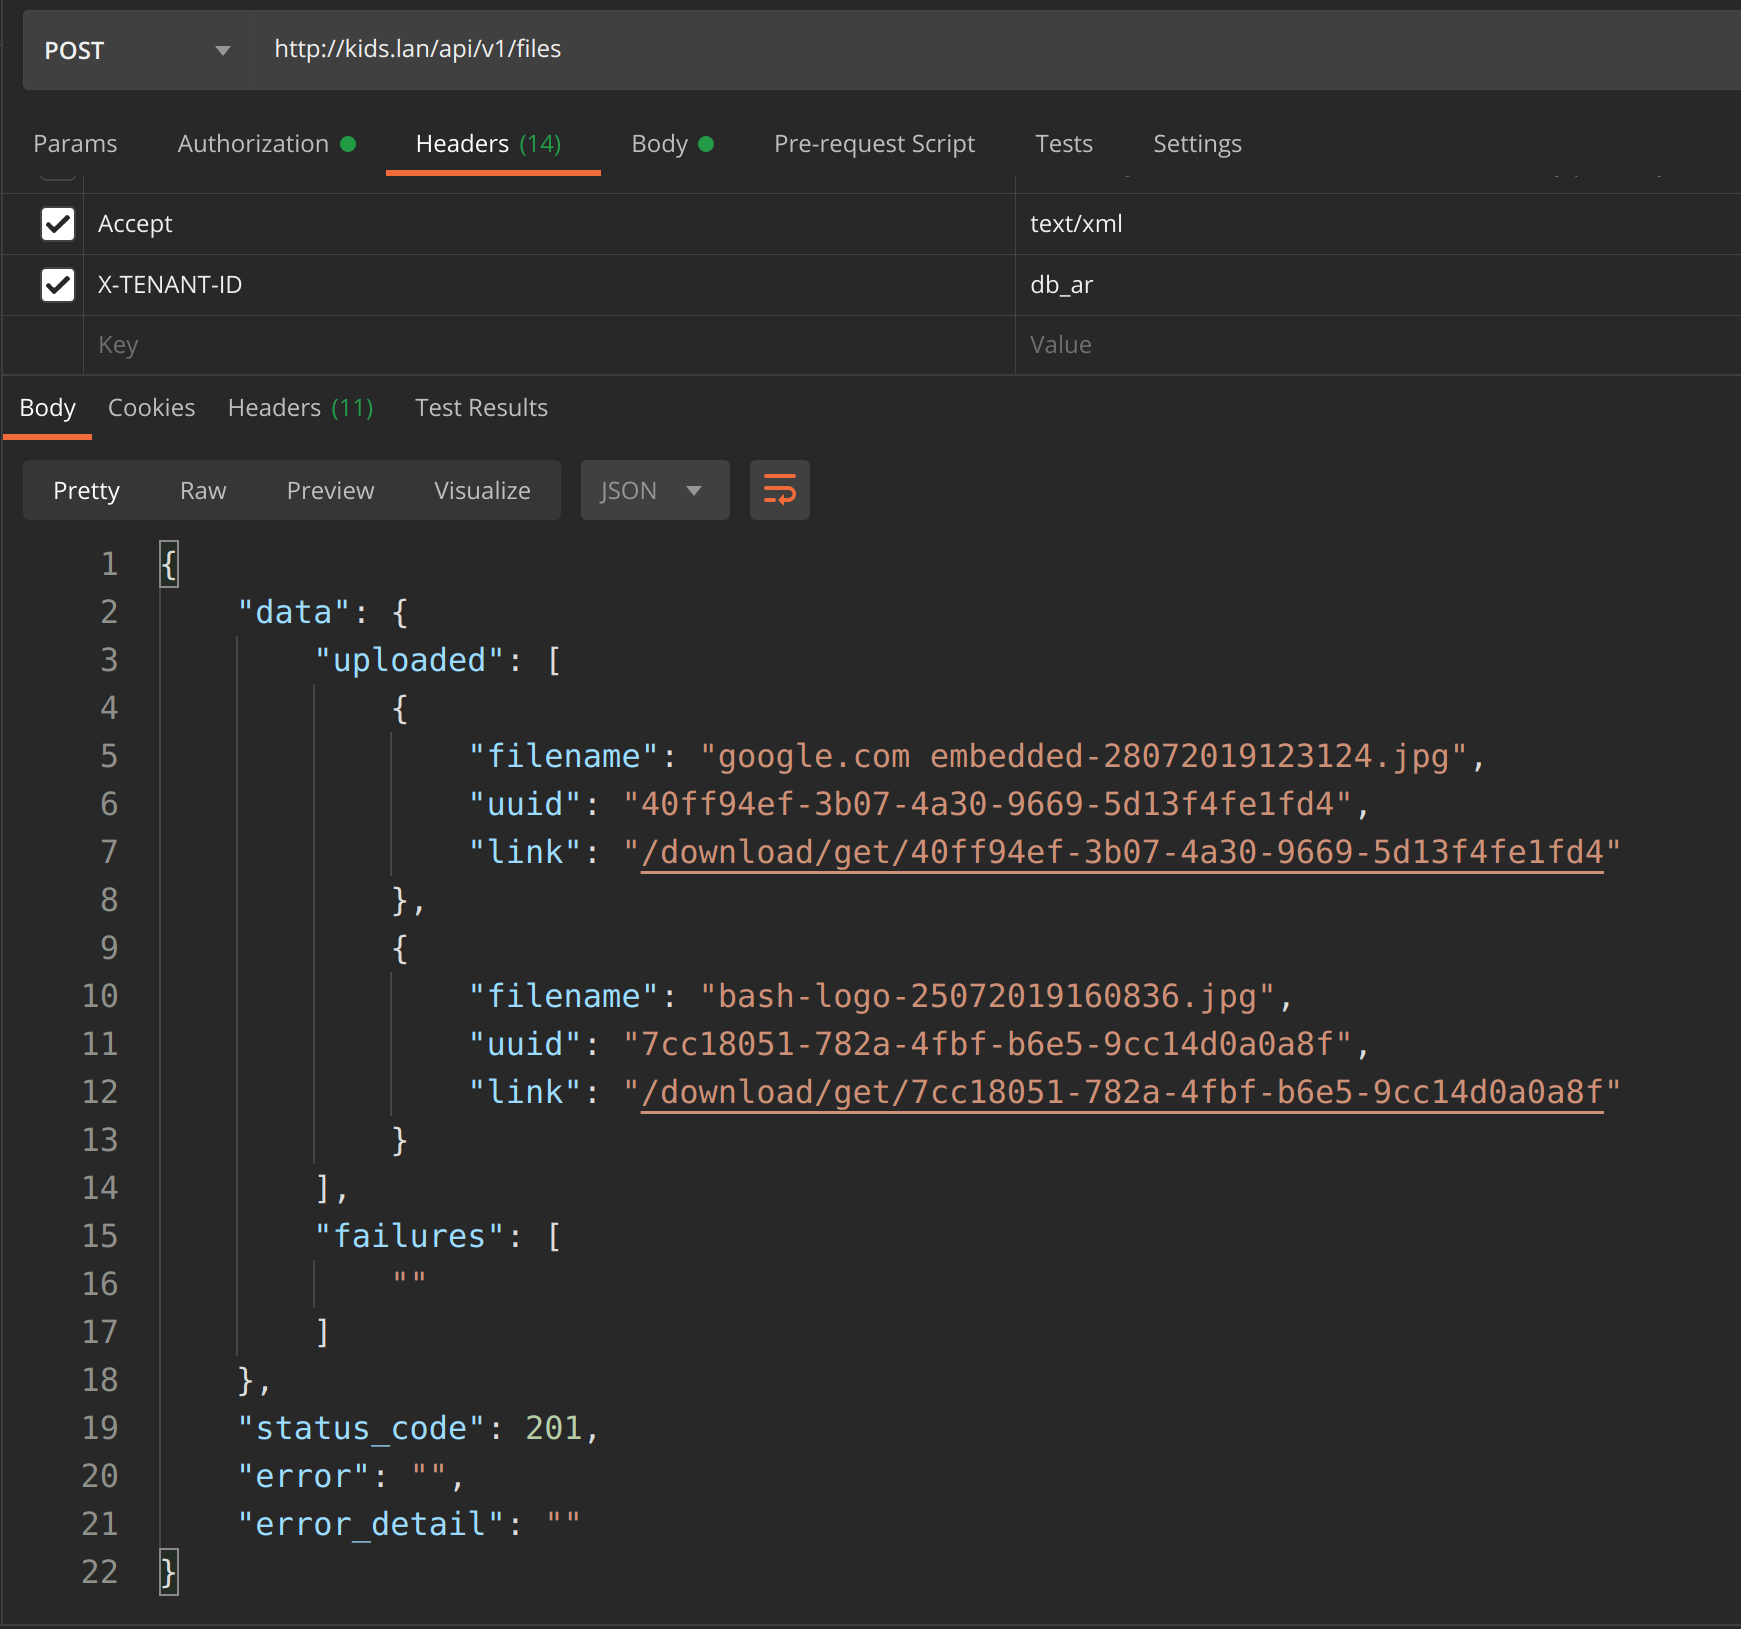 POST http://kids.lan/api/v1/files
Params Authorization Headers (14) Body Pre-request Script Tests Settings
Accept text/xml
X-TENANT-ID db_ar
Key Value
Body Cookies Headers (11) Test Results
Pretty Raw Preview Visualize JSON
1 {
2 "data": {
3 "uploaded": [
4 {
5 "filename": "google.com embedded-28072019123124.jpg",
6 "uuid": "40ff94ef-3b07-4a30-9669-5d13f4fe1fd4",
7 "link": "/download/get/40ff94ef-3b07-4a30-9669-5d13f4fe1fd4"
8 },
9 {
10 "filename": "bash-logo-25072019160836.jpg",
11 "uuid": "7cc18051-782a-4fbf-b6e5-9cc14d0a0a8f",
12 "link": "/download/get/7cc18051-782a-4fbf-b6e5-9cc14d0a0a8f"
13 }
14 ],
15 "failures": [
16 ""
17 ]
18 },
19 "status_code": 201,
20 "error": "",
21 "error_detail": ""
22 }